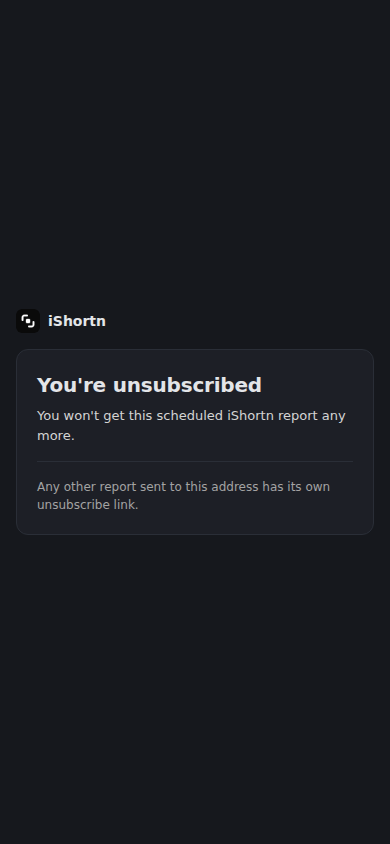 iShortn
You're unsubscribed
You won't get this scheduled iShortn report any
more.
Any other report sent to this address has its own
unsubscribe link.